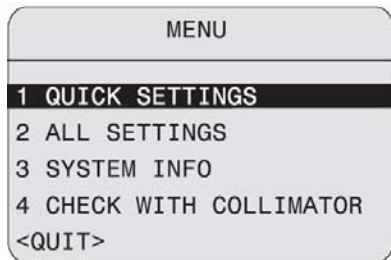 MENU
1 QUICK SETTINGS
2 ALL SETTINGS
3 SYSTEM INFO
4 CHECK WITH COLLIMATOR
<QUIT>